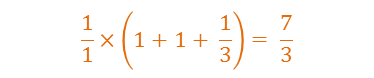 1/1 × (1 + 1 + 1/3) = 7/3